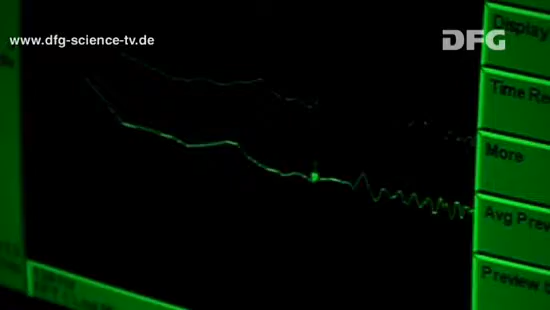 www.dfg-science-tv.de
DFG
Display
Time Re
More
Avg Prev
Preview